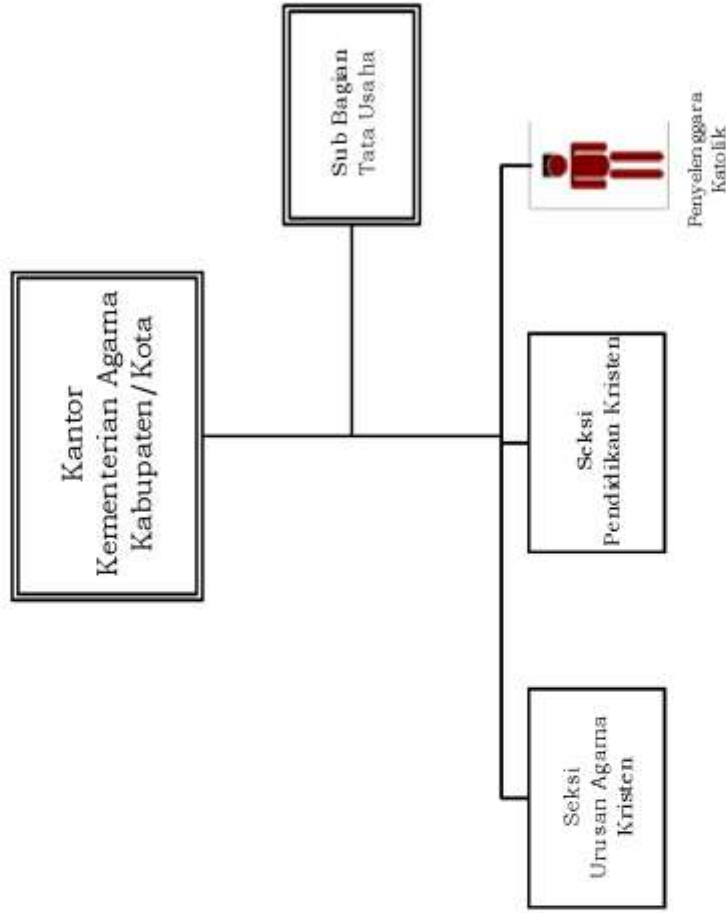 Kantor
Kementerian Agama
Kabupaten/Kota
Sub Bagian
Tata Usaha
Seksi
Urusan Agama
Kristen
Seksi
Pendidikan Kristen
Penyelenggara
Katolik